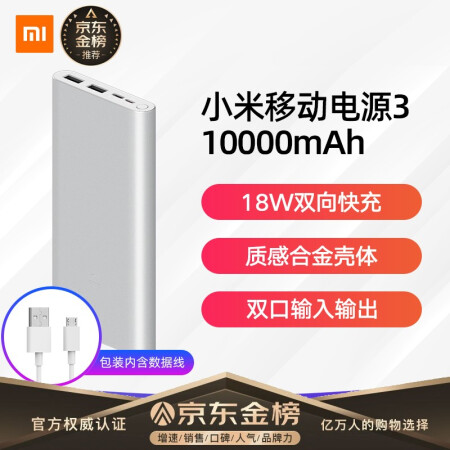 mi
京东
金榜
推荐
小米移动电源3
10000mAh
18W双向快充
质感合金壳体
双口输入输出
包装内含数据线
官方权威认证
京东金榜
增速/销售/口碑/人气/品牌力
亿万人的购物选择